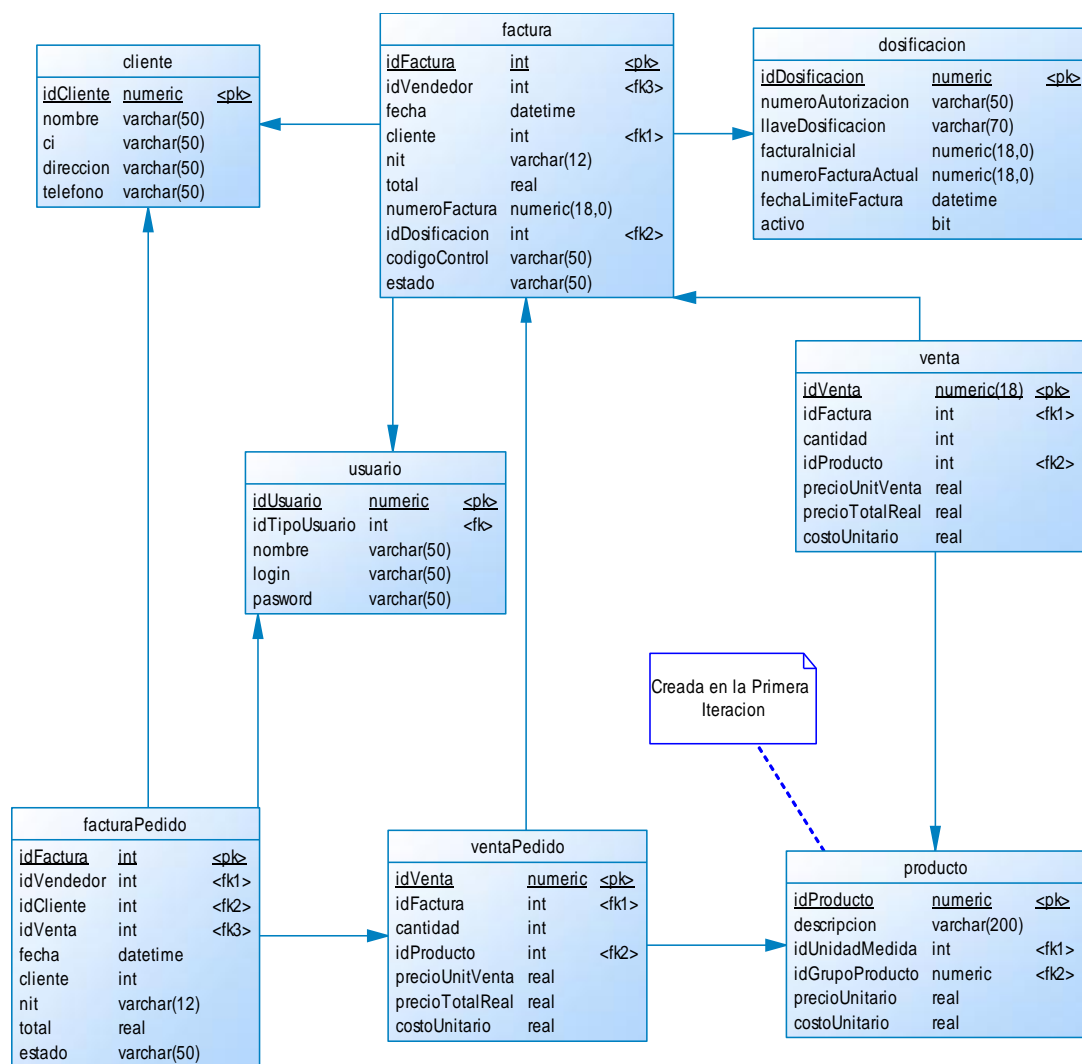 cliente
idCliente numeric <pk>
nombre varchar(50)
ci varchar(50)
direccion varchar(50)
telefono varchar(50)
factura
idFactura int <pk>
idVendedor int <fk3>
fecha datetime
cliente int <fk1>
nit varchar(12)
total real
numeroFactura numeric(18,0)
idDosificacion int <fk2>
codigoControl varchar(50)
estado varchar(50)
dosificacion
idDosificacion numeric <pk>
numeroAutorizacion varchar(50)
llaveDosificacion varchar(70)
facturaInicial numeric(18,0)
numeroFacturaActual numeric(18,0)
fechaLimiteFactura datetime
activo bit
venta
idVenta numeric(18) <pk>
idFactura int <fk1>
cantidad int
idProducto int <fk2>
precioUnitVenta real
precioTotalReal real
costoUnitario real
usuario
idUsuario numeric <pk>
idTipoUsuario int <fk>
nombre varchar(50)
login varchar(50)
pasword varchar(50)
Creada en la Primera
Iteracion
facturaPedido
idFactura int <pk>
idVendedor int <fk1>
idCliente int <fk2>
idVenta int <fk3>
fecha datetime
cliente int
nit varchar(12)
total real
estado varchar(50)
ventaPedido
idVenta numeric <pk>
idFactura int <fk1>
cantidad int
idProducto int <fk2>
precioUnitVenta real
precioTotalReal real
costoUnitario real
producto
idProducto numeric <pk>
descripcion varchar(200)
idUnidadMedida int <fk1>
idGrupoProducto numeric <fk2>
precioUnitario real
costoUnitario real